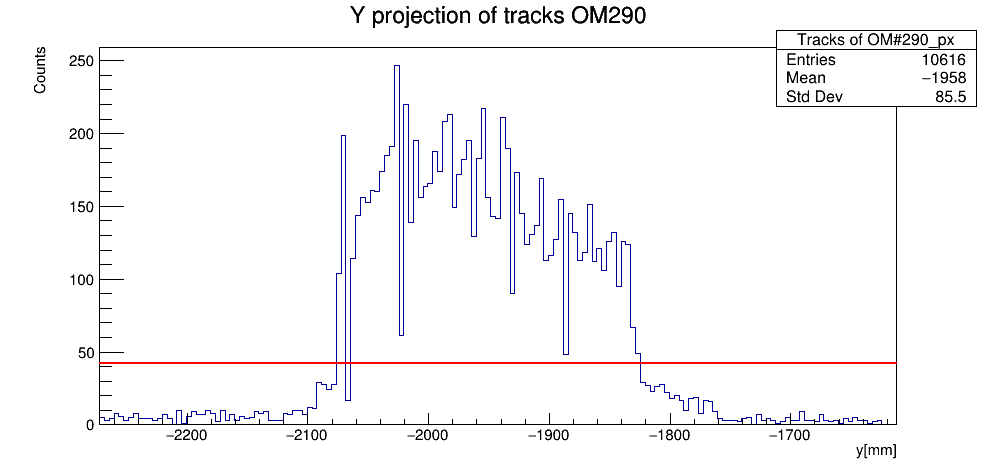 Y projection of tracks OM290
Tracks of OM#290_px
Entries 10616
Mean −1958
Std Dev 85.5
Counts
250
200
150
100
50
0
−2200 −2100 −2000 −1900 −1800 −1700
y[mm]